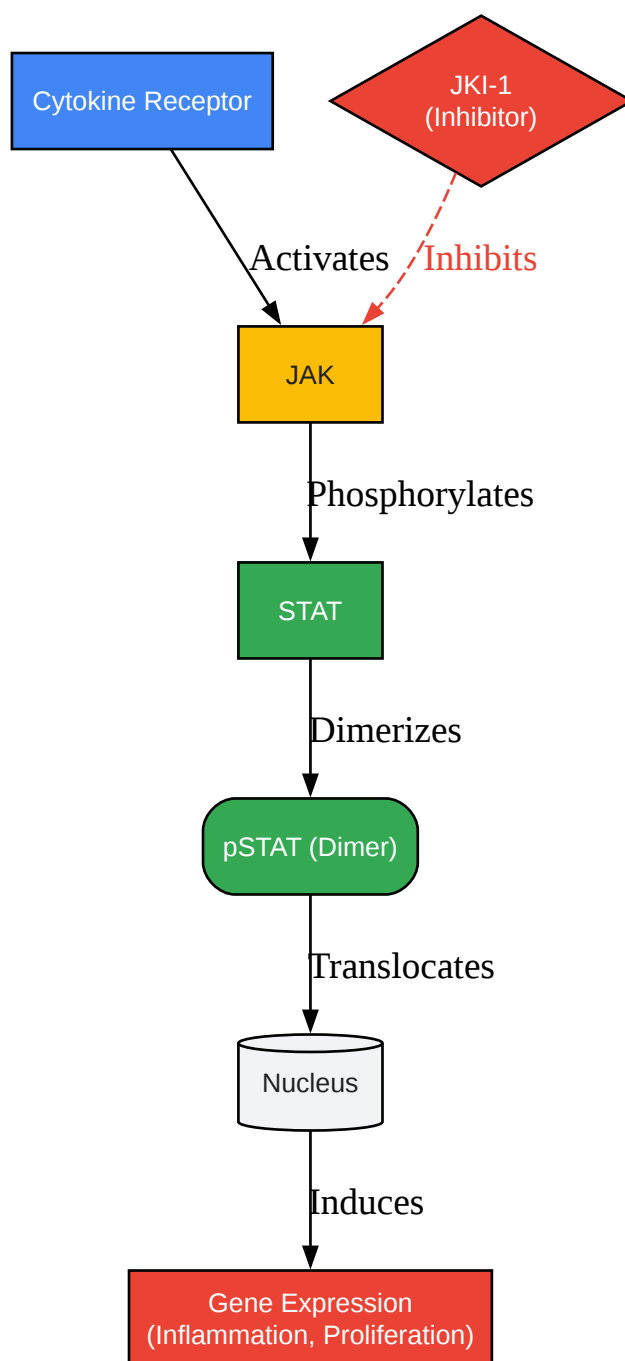 Cytokine Receptor
JKI-1
(Inhibitor)
Activates
Inhibits
JAK
Phosphorylates
STAT
Dimerizes
pSTAT (Dimer)
Translocates
Nucleus
Induces
Gene Expression
(Inflammation, Proliferation)